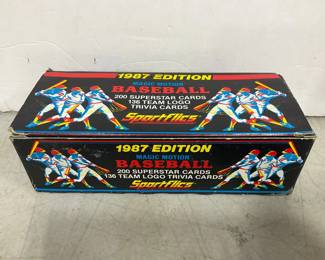 1987 EDITION
MAGIC MOTION
BASEBALL
200 SUPERSTAR CARDS
136 TEAM LOGO
TRIVIA CARDS
Sportflics
1987 EDITION
MAGIC MOTION
BASEBALL
200 SUPERSTAR CARDS
136 TEAM LOGO TRIVIA CARDS
Sportflics